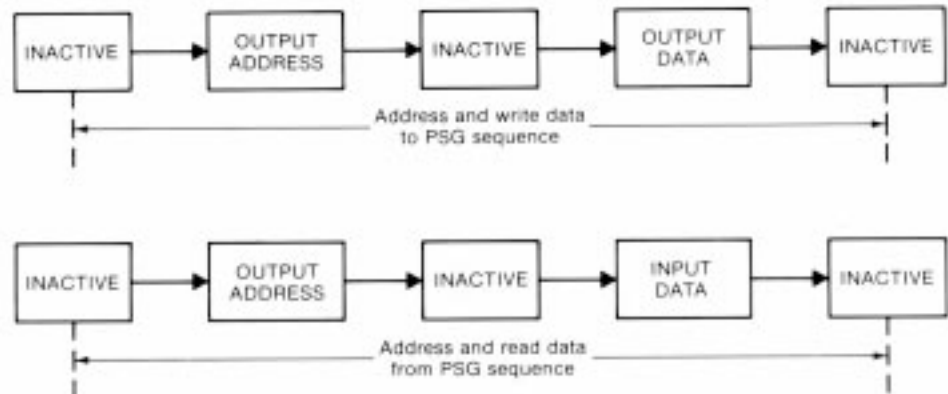 INACTIVE
OUTPUT
ADDRESS
INACTIVE
OUTPUT
DATA
INACTIVE
Address and write data
to PSG sequence
INACTIVE
OUTPUT
ADDRESS
INACTIVE
INPUT
DATA
INACTIVE
Address and read data
from PSG sequence